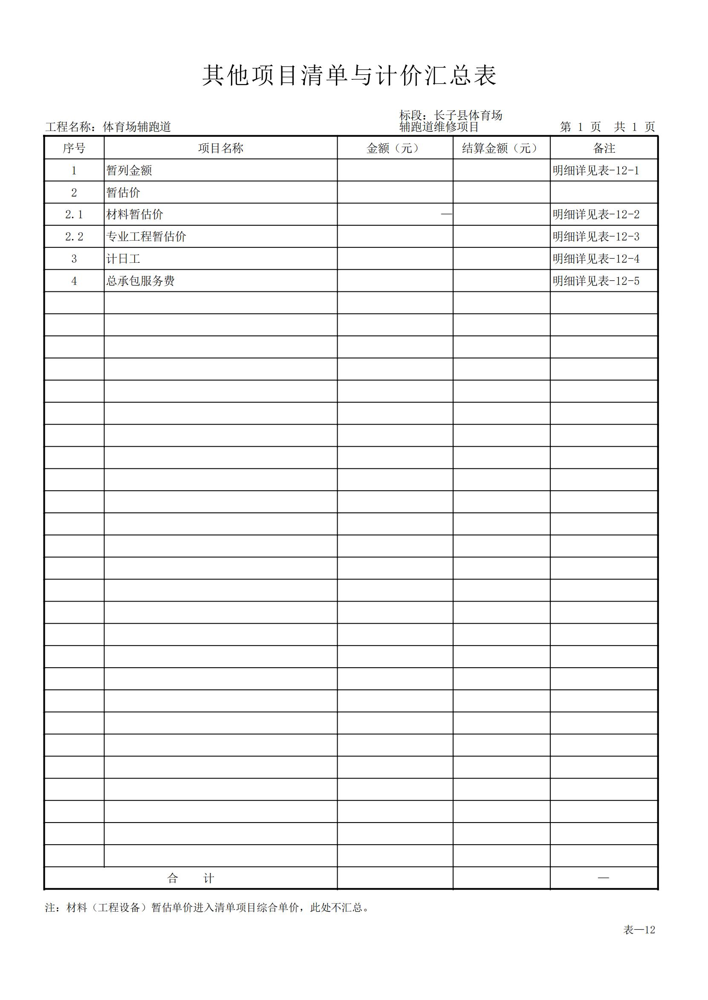 其他项目清单与计价汇总表
工程名称：体育场辅跑道
标段：长子县体育场
辅跑道维修项目
第 1 页 共 1 页
序号 项目名称 金额（元） 结算金额（元） 备注
1 暂列金额 明细详见表-12-1
2 暂估价
2.1 材料暂估价 — 明细详见表-12-2
2.2 专业工程暂估价 明细详见表-12-3
3 计日工 明细详见表-12-4
4 总承包服务费 明细详见表-12-5
合 计 —
注：材料（工程设备）暂估单价进入清单项目综合单价，此处不汇总。
表—12